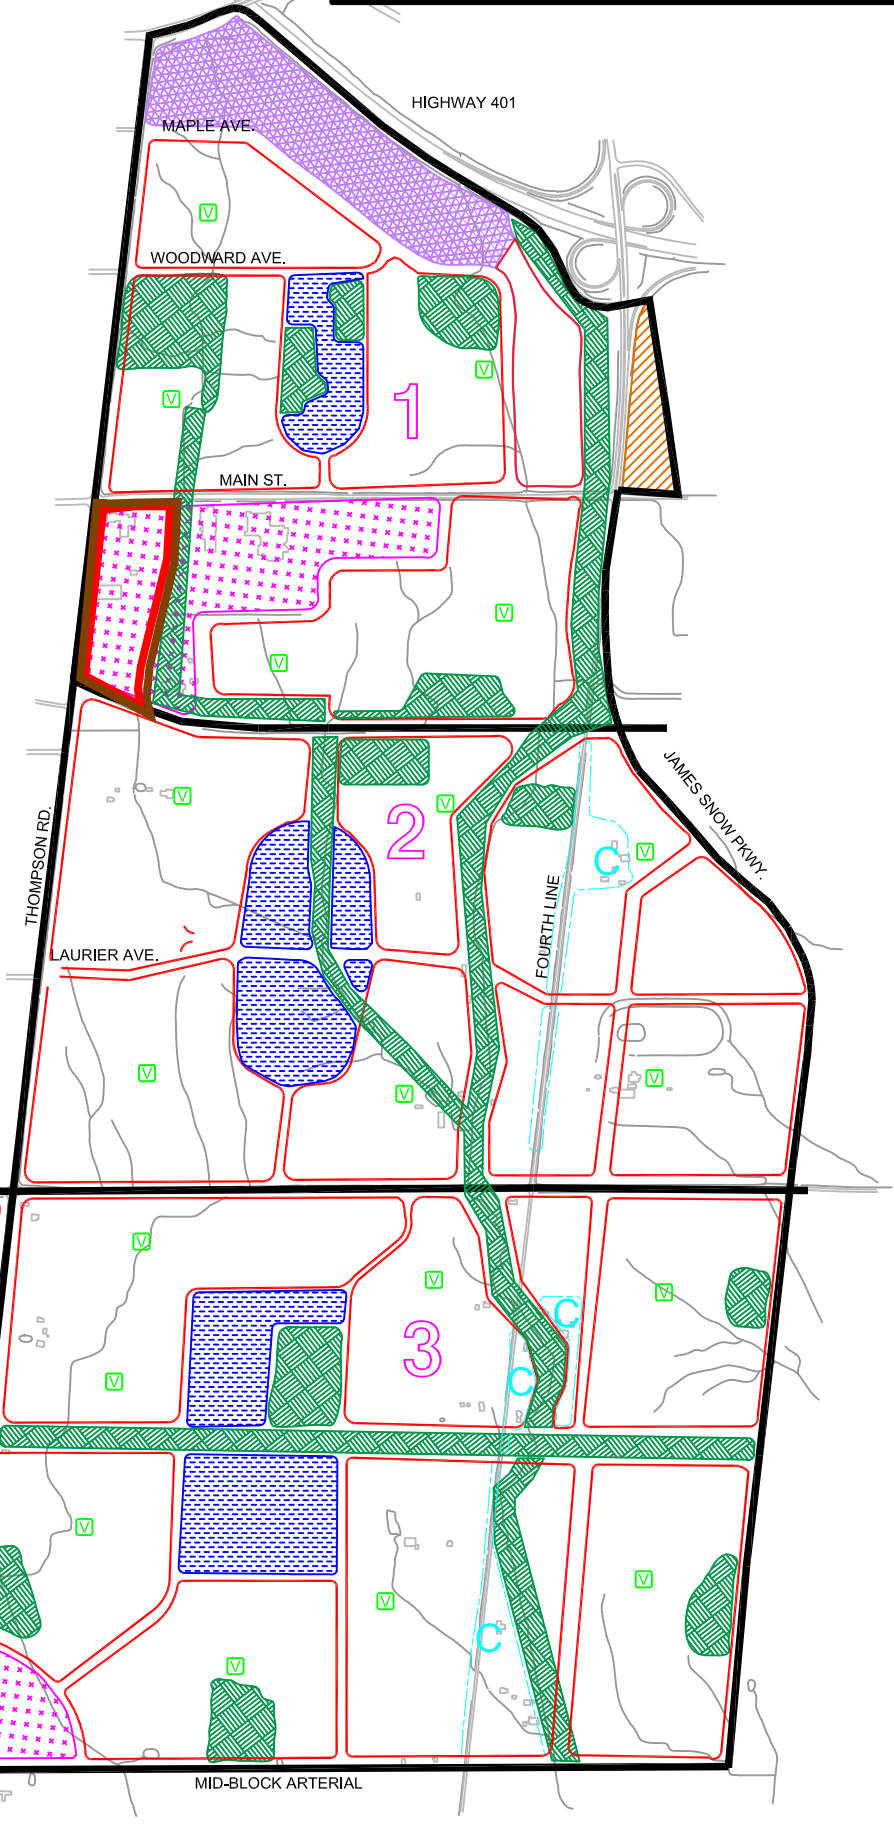 HIGHWAY 401
MAPLE AVE.
V
WOODWARD AVE.
V
V
1
MAIN ST.
V
V
JAMES SNOW PKWY.
V
V
2
C
V
THOMPSON RD.
FOURTH LINE
LAURIER AVE.
V
V
V
V
V
V
C
3
V
C
V
V
V
C
V
MID-BLOCK ARTERIAL